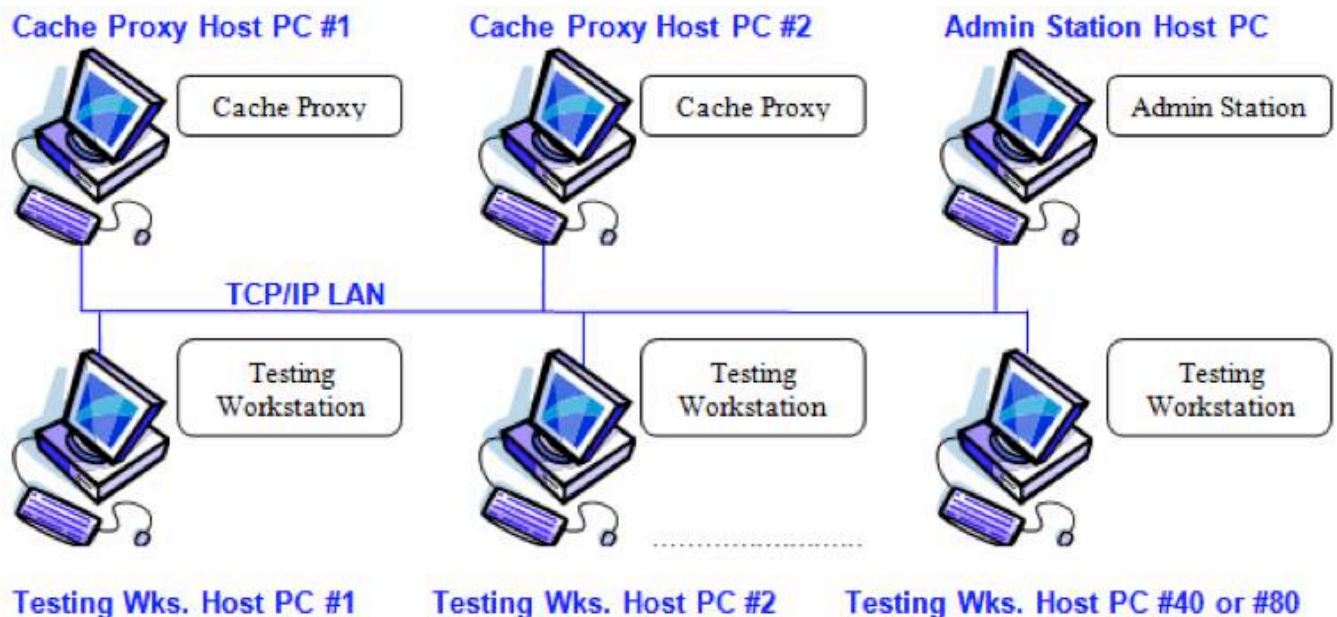 Cache Proxy Host PC #1
Cache Proxy Host PC #2
Admin Station Host PC
Cache Proxy
Cache Proxy
Admin Station
TCP/IP LAN
Testing
Workstation
Testing
Workstation
Testing
Workstation
Testing Wks. Host PC #1
Testing Wks. Host PC #2
Testing Wks. Host PC #40 or #80